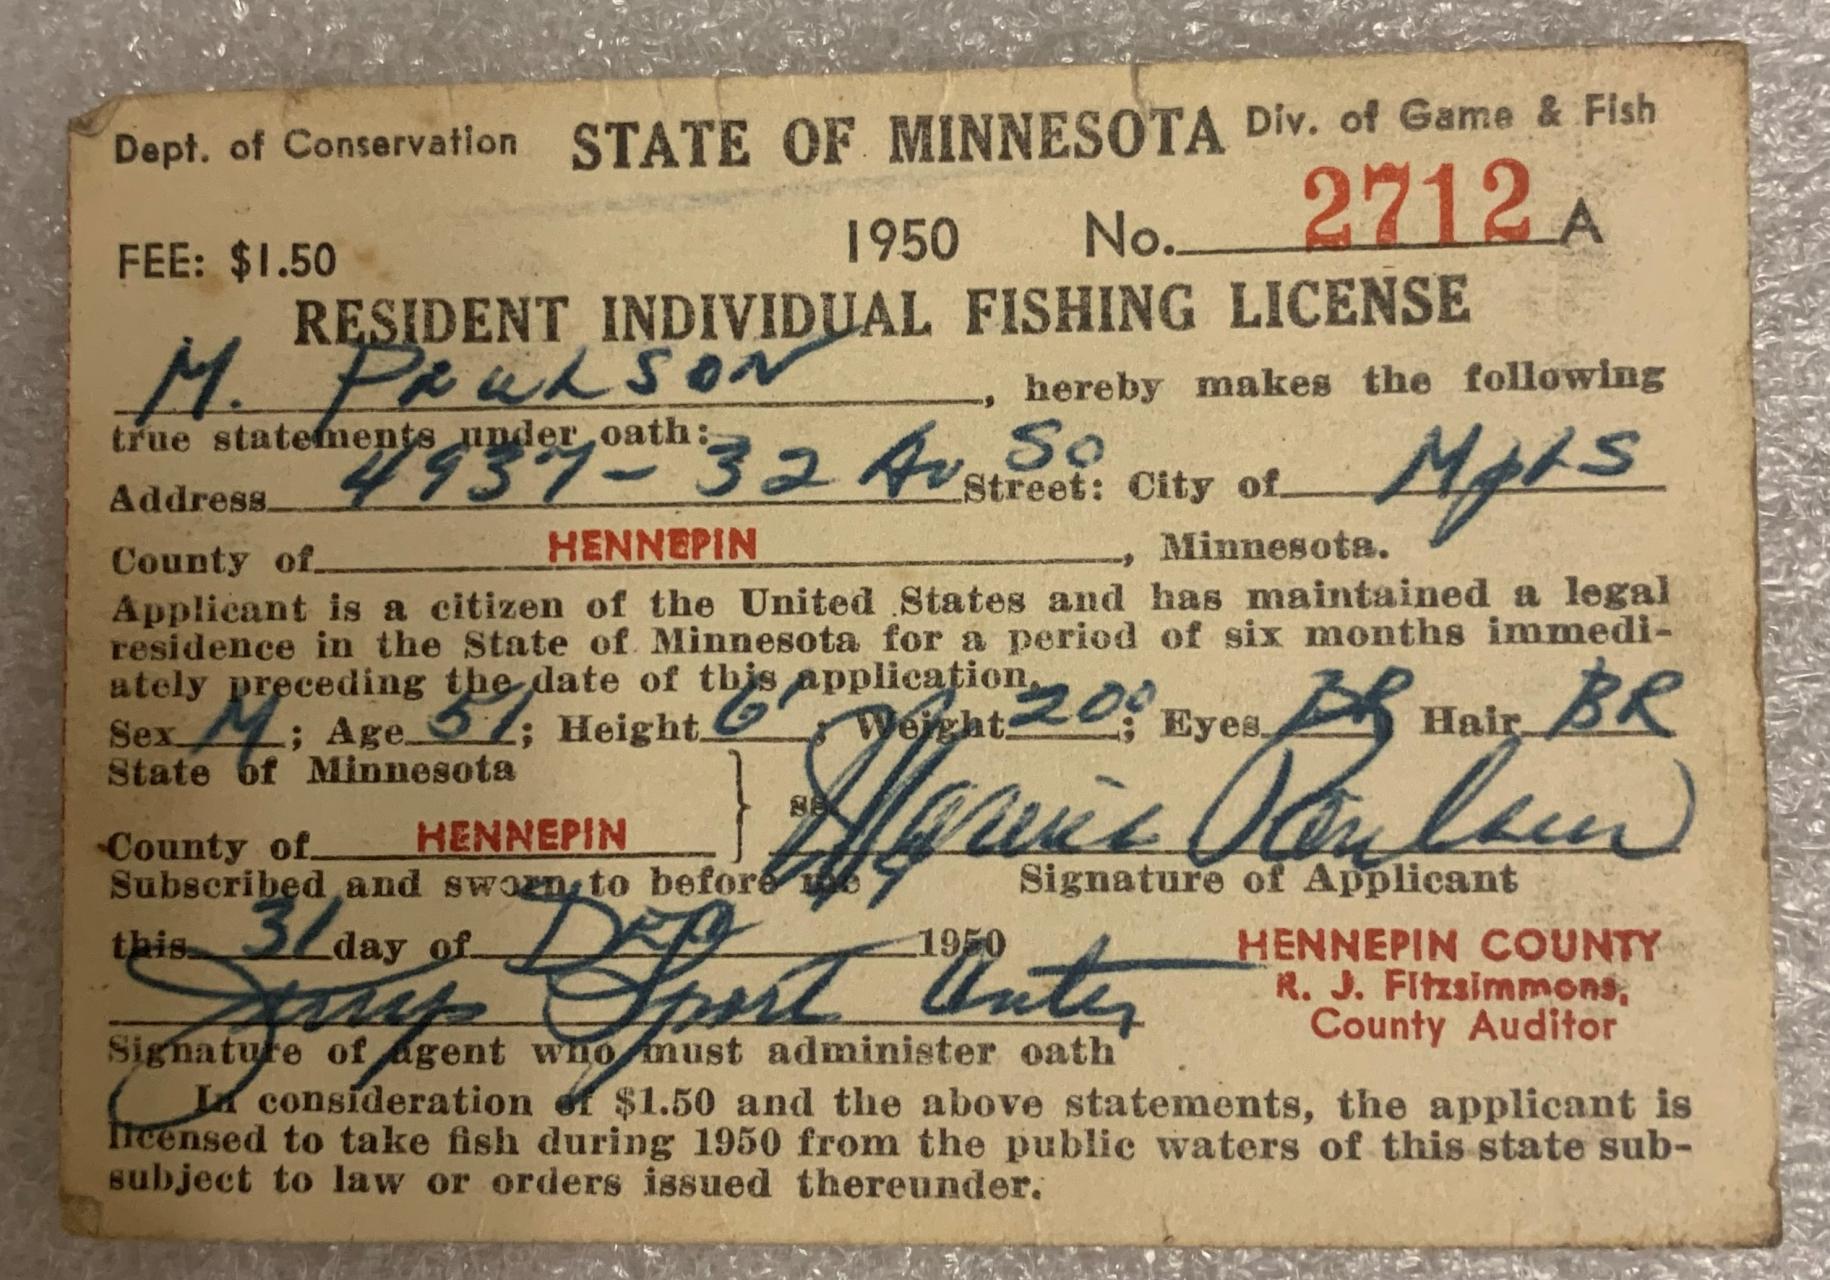 Dept. of Conservation STATE OF MINNESOTA Div. of Game & Fish
FEE: $1.50 1950 No. 2712 A
RESIDENT INDIVIDUAL FISHING LICENSE
M. PAULSON, hereby makes the following
true statements under oath:
Address 4937 - 32 Av So Street: City of Mpls
County of HENNEPIN, Minnesota.
Applicant is a citizen of the United States and has maintained a legal
residence in the State of Minnesota for a period of six months immedi-
ately preceding the date of this application.
Sex M; Age 51; Height 6'; Weight 200; Eyes BR Hair BR
State of Minnesota
ss
County of HENNEPIN
Subscribed and sworn to before me Signature of Applicant
this 31 day of 1950
HENNEPIN COUNTY
R. J. Fitzsimmons,
County Auditor
Sport
Signature of agent who must administer oath
In consideration of $1.50 and the above statements, the applicant is
licensed to take fish during 1950 from the public waters of this state sub-
subject to law or orders issued thereunder.